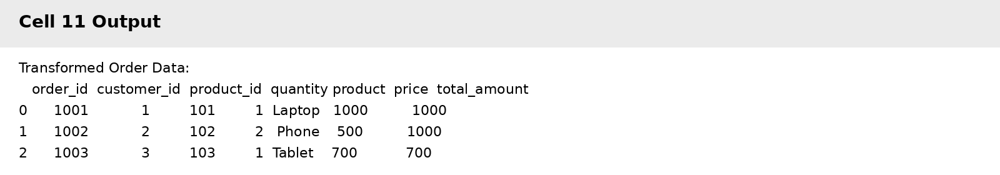 Cell 11 Output
Transformed Order Data:
order_id customer_id product_id quantity product price total_amount
0 1001 1 101 1 Laptop 1000 1000
1 1002 2 102 2 Phone 500 1000
2 1003 3 103 1 Tablet 700 700